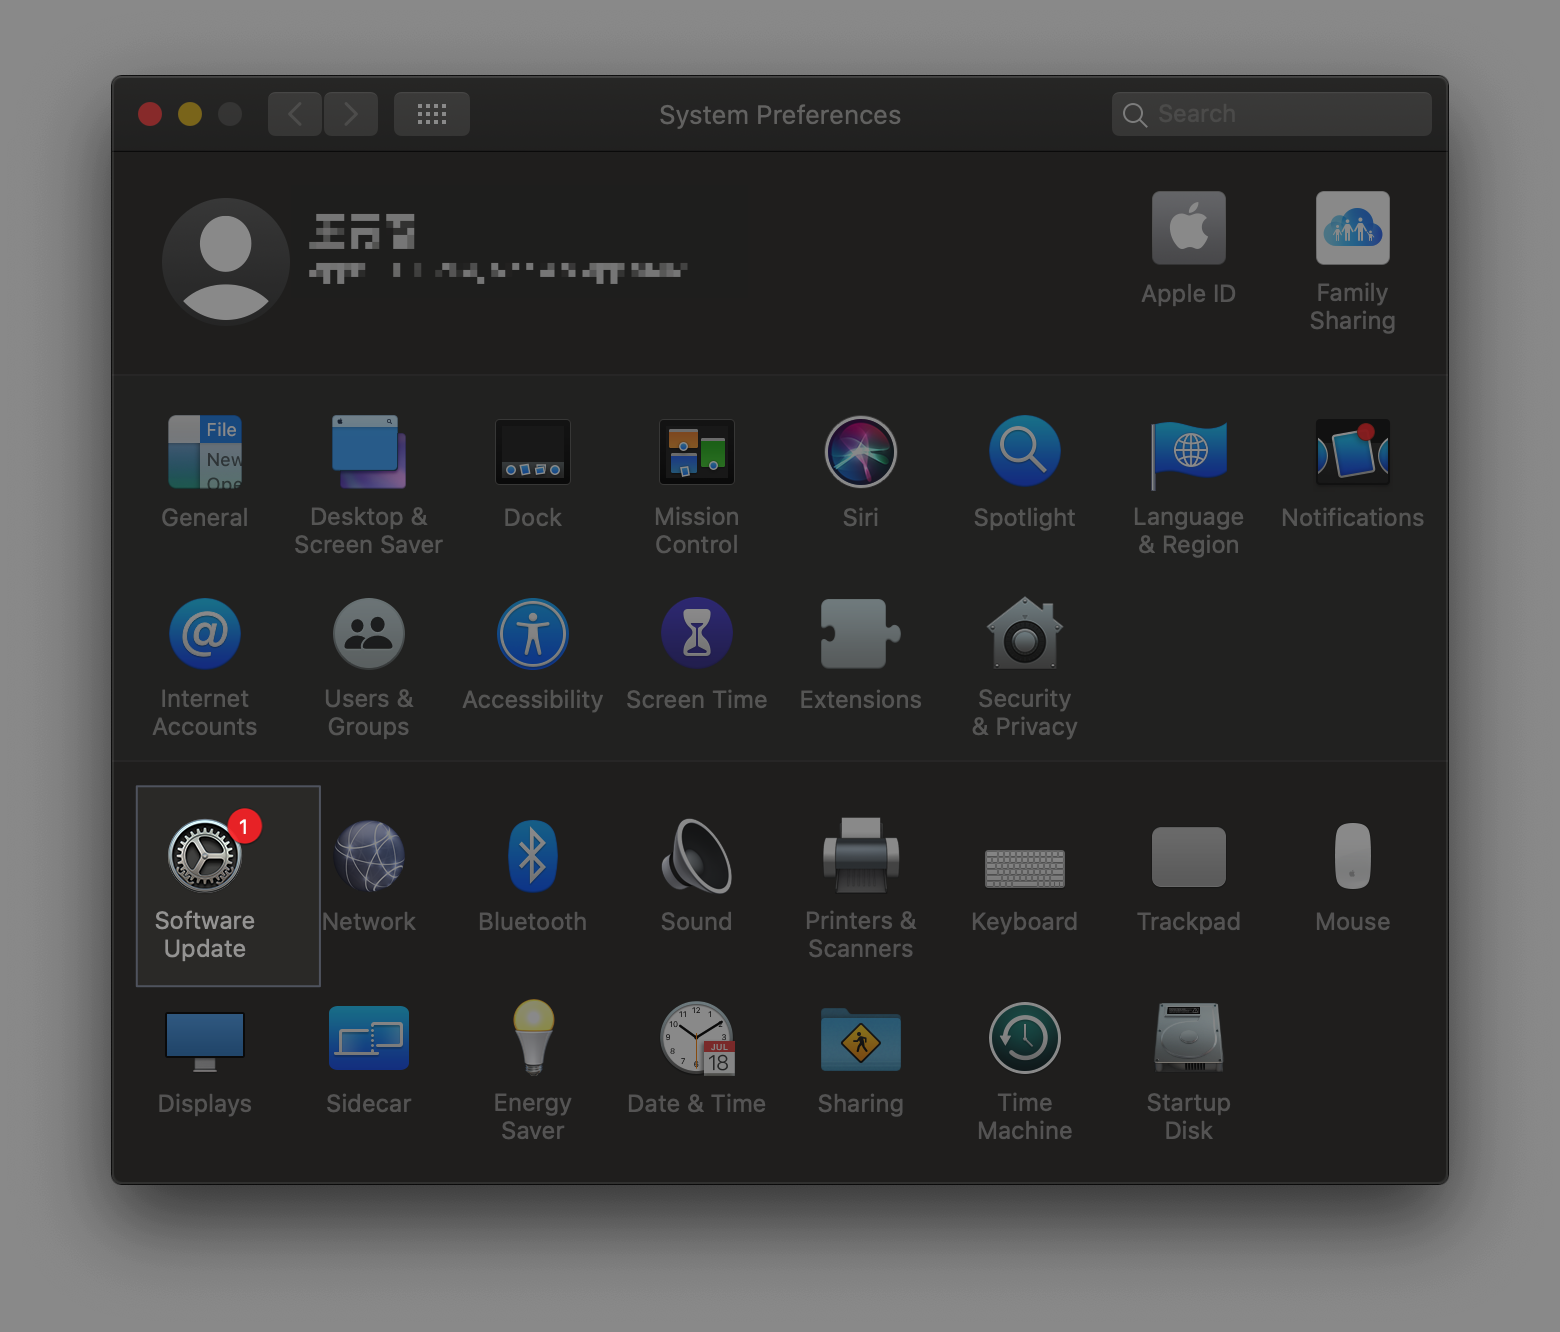 System Preferences
Search
Apple ID
Family
Sharing
File
New
One
General
Desktop &
Screen Saver
Dock
Mission
Control
Siri
Spotlight
Language
& Region
Notifications
@
Internet
Accounts
Users &
Groups
Accessibility
Screen Time
Extensions
Security
& Privacy
1
Software
Update
Network
Bluetooth
Sound
Printers &
Scanners
Keyboard
Trackpad
Mouse
Displays
Sidecar
Energy
Saver
JUL
18
Date & Time
Sharing
Time
Machine
Startup
Disk